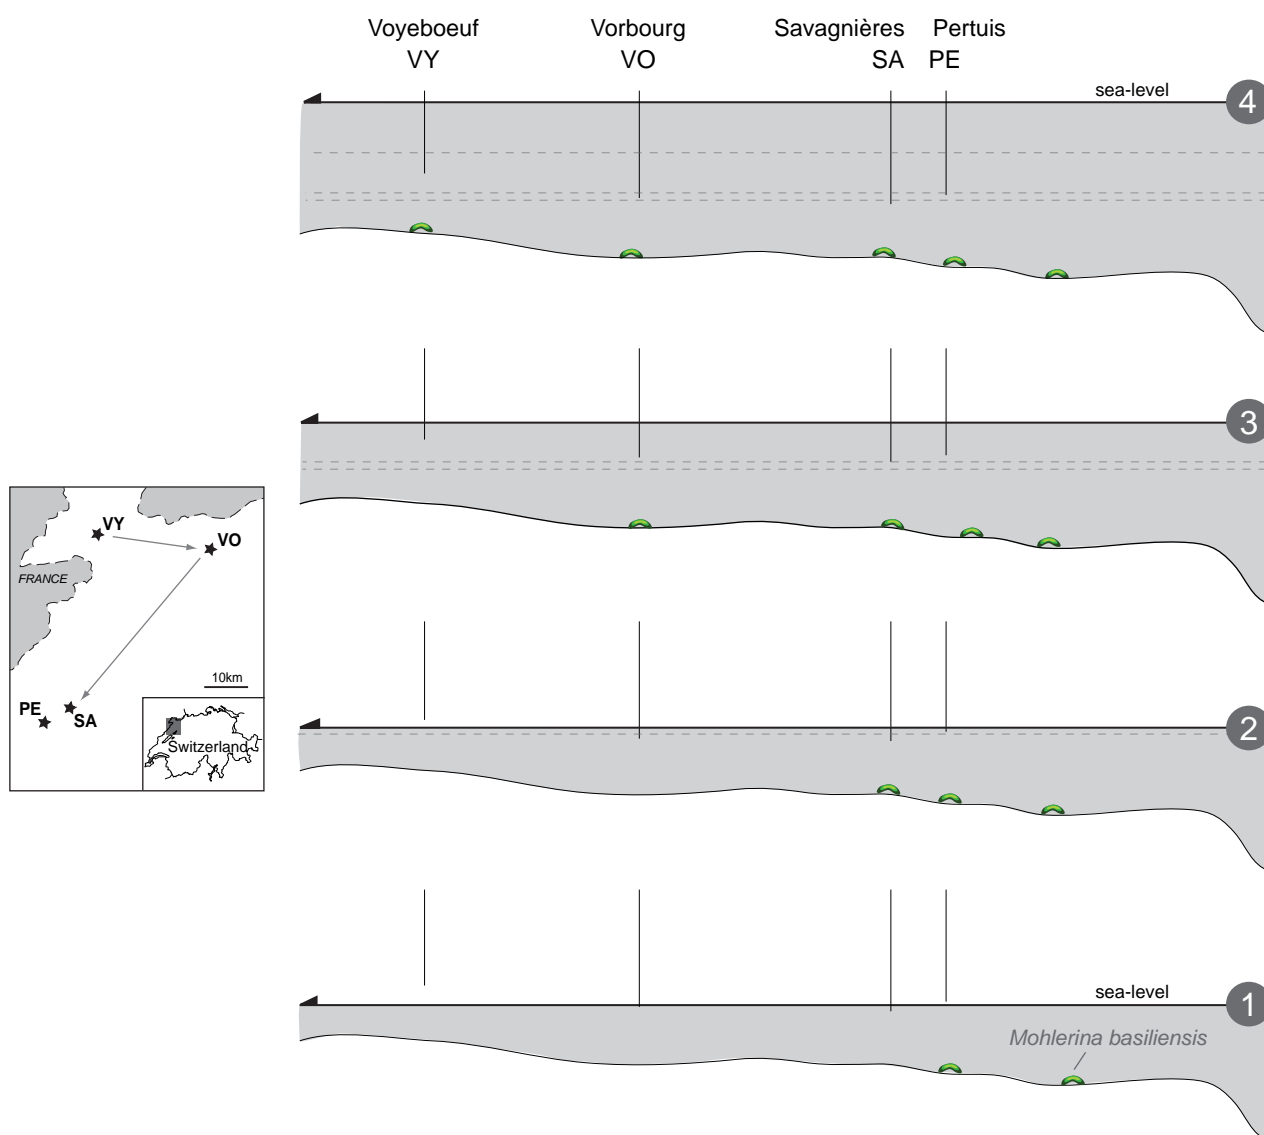 Voyeboeuf Vorbourg Savagnières Pertuis
VY VO SA PE
sea-level
4
3
VY
VO
FRANCE
10km
PE
SA
Switzerland
2
sea-level
1
Mohlerina basiliensis